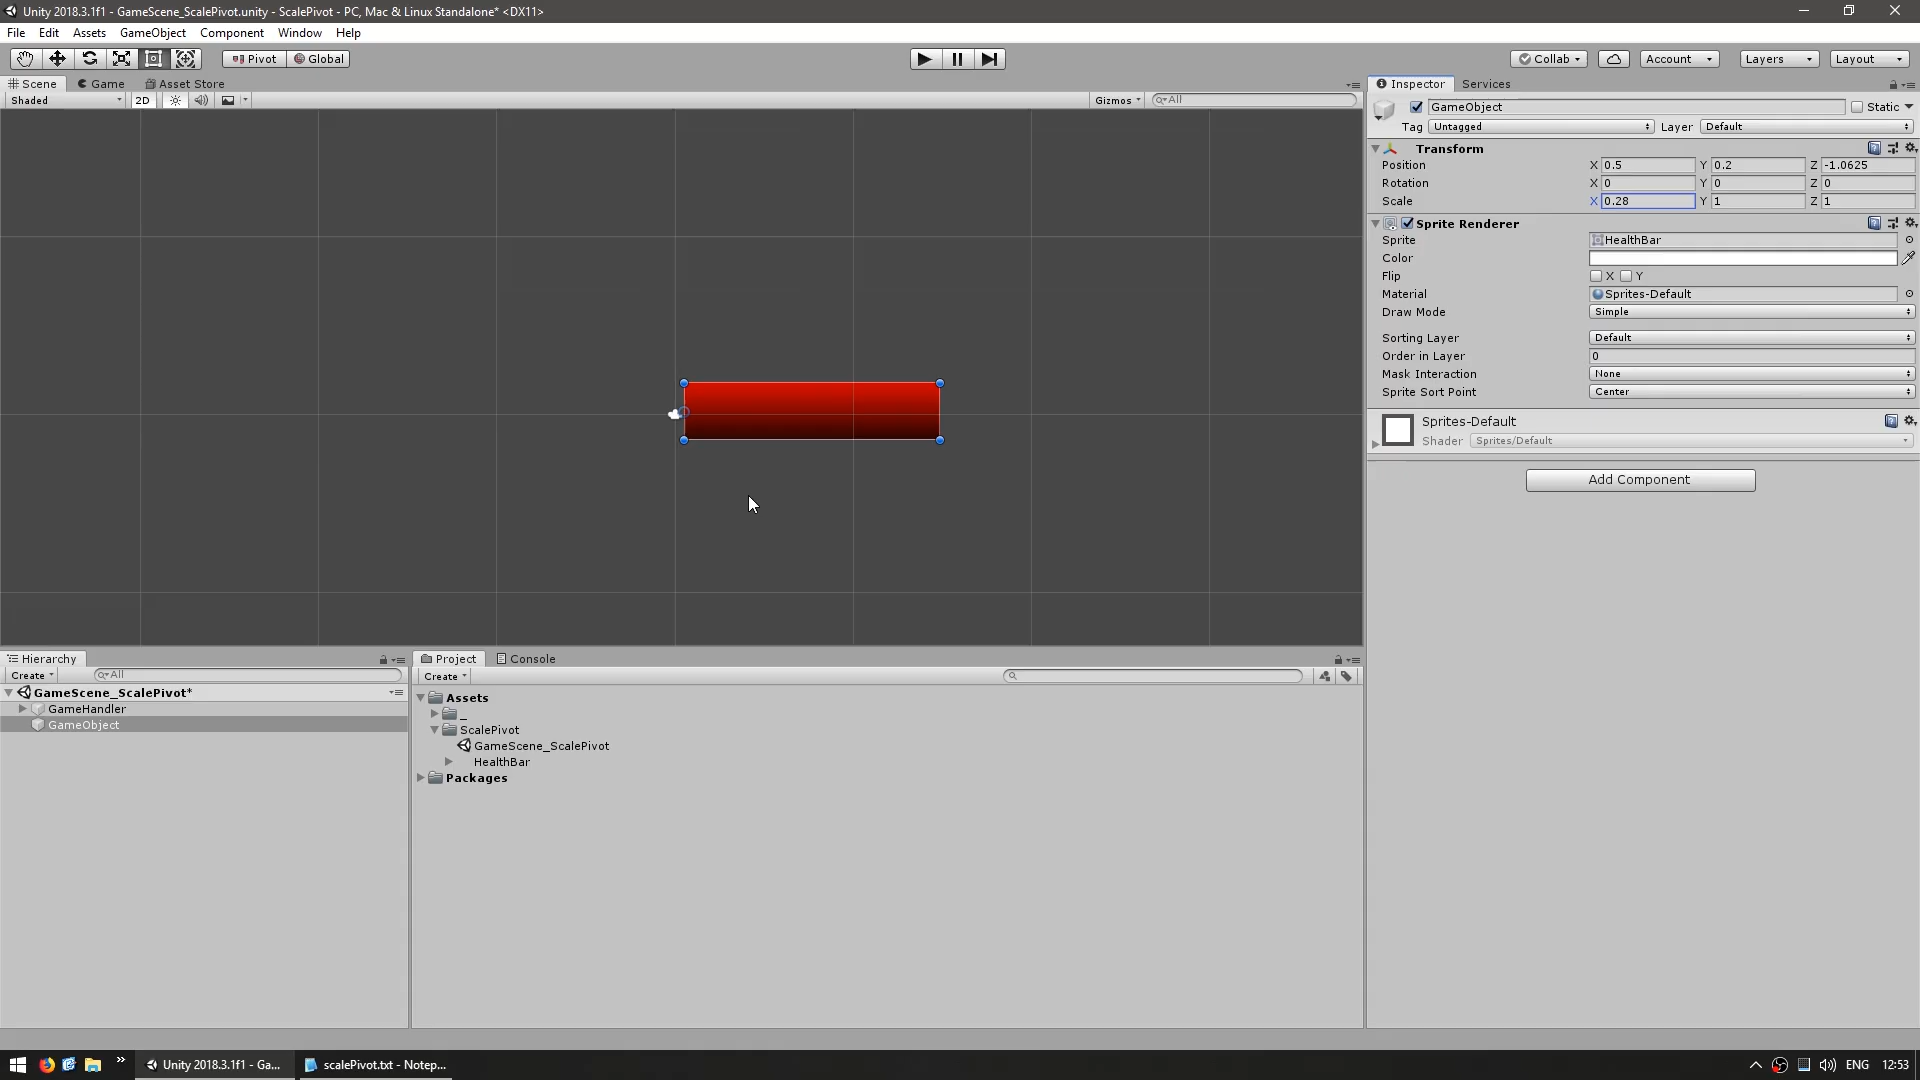 Unity 2018.3.1f1 - GameScene_ScalePivot.unity - ScalePivot - PC, Mac & Linux Standalone* <DX11>
File Edit Assets GameObject Component Window Help
Pivot Global Collab Account Layers Layout
Scene Game Asset Store
Shaded 2D Gizmos All
Inspector Services
GameObject Static
Tag Untagged Layer Default
Transform
Position X 0.5 Y 0.2 Z -1.0625
Rotation X 0 Y 0 Z 0
Scale X 0.28 Y 1 Z 1
Sprite Renderer
Sprite HealthBar
Color
Flip X Y
Material Sprites-Default
Draw Mode Simple
Sorting Layer Default
Order in Layer 0
Mask Interaction None
Sprite Sort Point Center
Sprites-Default
Shader Sprites/Default
Add Component
Hierarchy
Create All
GameScene_ScalePivot*
GameHandler
GameObject
Project Console
Create
Assets
_
ScalePivot
GameScene_ScalePivot
HealthBar
Packages
Unity 2018.3.1f1 - Ga... scalePivot.txt - Notep... ENG 12:53